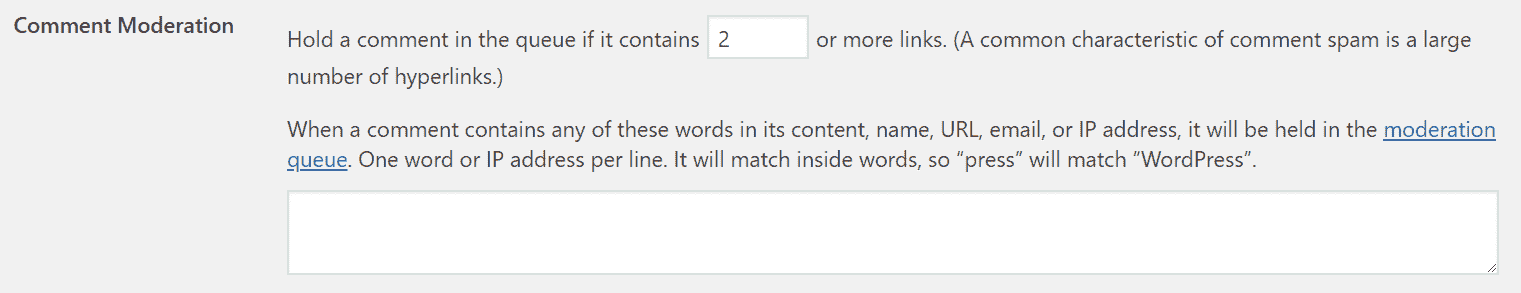 Comment Moderation
Hold a comment in the queue if it contains 2 or more links. (A common characteristic of comment spam is a large
number of hyperlinks.)
When a comment contains any of these words in its content, name, URL, email, or IP address, it will be held in the moderation
queue. One word or IP address per line. It will match inside words, so “press” will match “WordPress”.